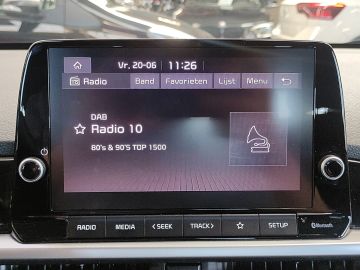 Vr. 20-06 11:26
Radio Band Favorieten Lijst Menu
DAB
Radio 10
80's & 90'S TOP 1500
RADIO MEDIA < SEEK TRACK > SETUP
Bluetooth